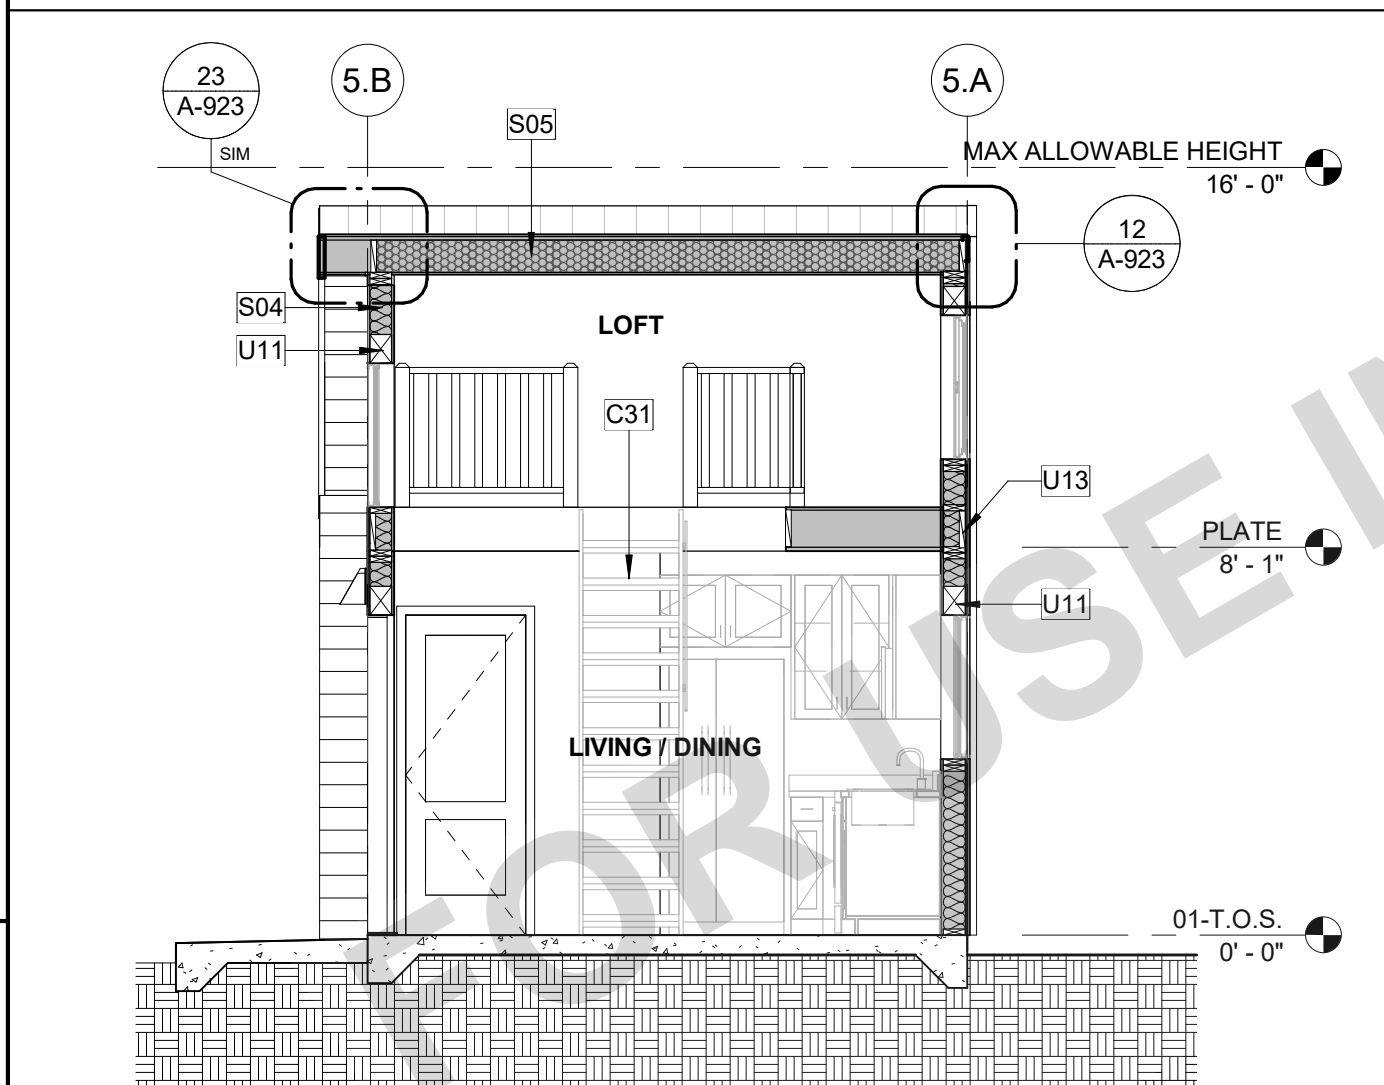 23
A-923
SIM
5.B
5.A
S05
MAX ALLOWABLE HEIGHT
16' - 0"
12
A-923
S04
U11
LOFT
C31
U13
PLATE
8' - 1"
U11
LIVING / DINING
01-T.O.S.
0' - 0"
FOR USE